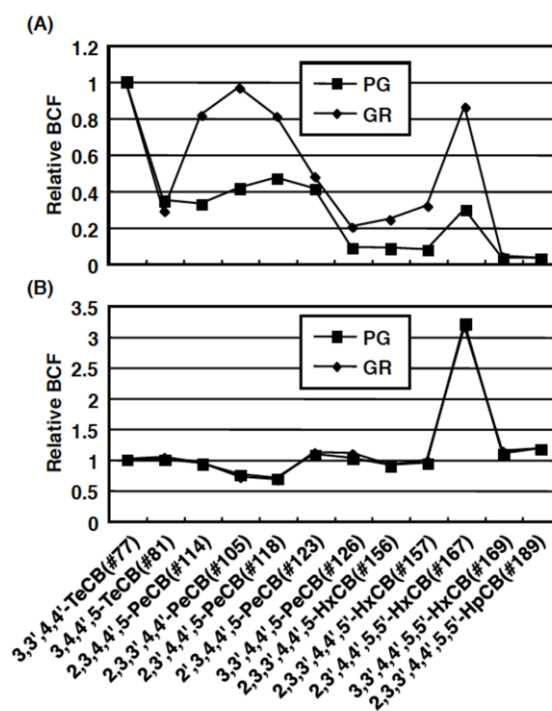 (A)
1.2
1
0.8
0.6
0.4
0.2
0
Relative BCF
PG
GR
(B)
3.5
3
2.5
2
1.5
1
0.5
0
Relative BCF
PG
GR
3,3',4,4'-TeCB(#77)
3,4,4',5-TeCB(#81)
2,3,4,4',5-PeCB(#114)
2,3,3',4,4'-PeCB(#105)
2,3',4,4',5-PeCB(#118)
2',3,4,4',5-PeCB(#123)
3,3',4,4',5-PeCB(#126)
2,3,3',4,4',5-HxCB(#156)
2,3,3',4,4',5'-HxCB(#157)
2,3',4,4',5,5'-HxCB(#167)
3,3',4,4',5,5'-HxCB(#169)
2,3,3',4,4',5,5'-HpCB(#189)